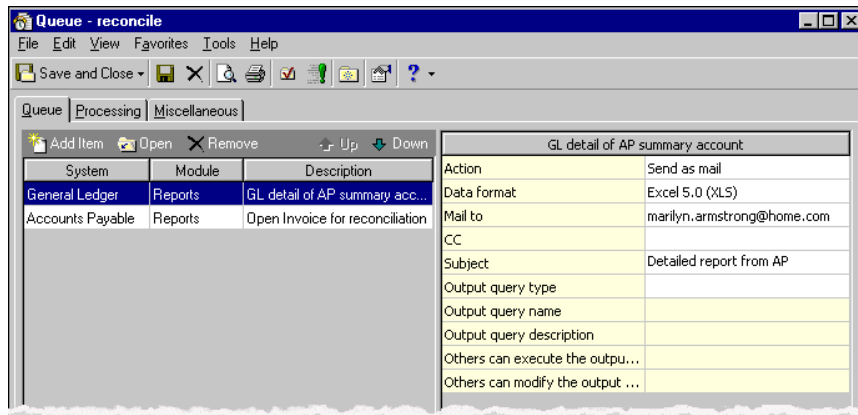 Queue - reconcile
File Edit View Favorites Tools Help
Save and Close
Queue Processing Miscellaneous
Add Item Open Remove Up Down
System Module Description
General Ledger Reports GL detail of AP summary acc...
Accounts Payable Reports Open Invoice for reconciliation
GL detail of AP summary account
Action Send as mail
Data format Excel 5.0 (XLS)
Mail to marilyn.armstrong@home.com
CC
Subject Detailed report from AP
Output query type
Output query name
Output query description
Others can execute the outpu...
Others can modify the output ...